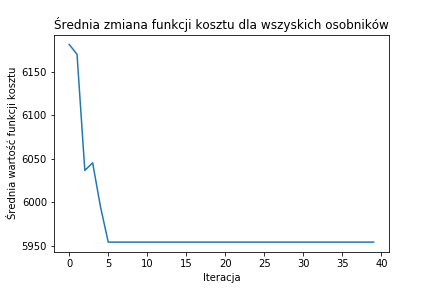 Średnia zmiana funkcji kosztu dla wszyskich osobników
Średnia wartość funkcji kosztu
6150
6100
6050
6000
5950
0 5 10 15 20 25 30 35 40
Iteracja